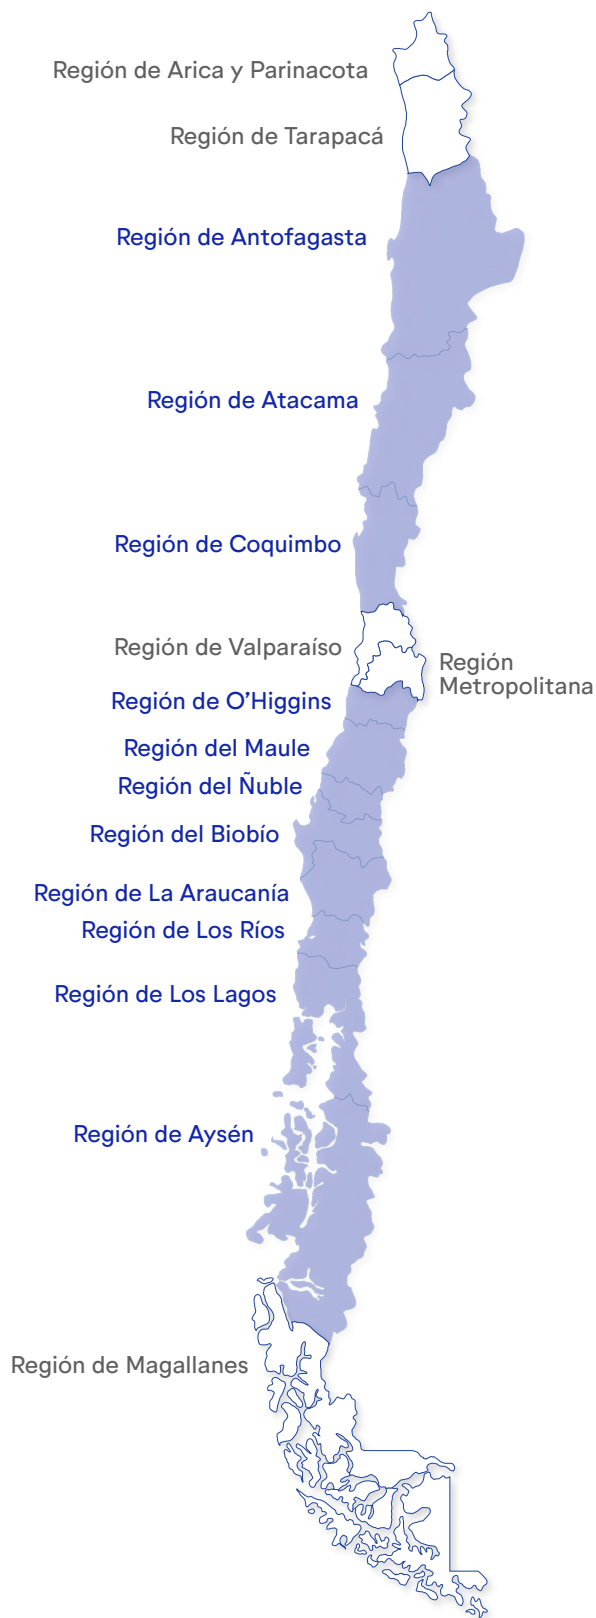 Región de Arica y Parinacota
Región de Tarapacá
Región de Antofagasta
Región de Atacama
Región de Coquimbo
Región de Valparaíso
Región
Metropolitana
Región de O’Higgins
Región del Maule
Región del Ñuble
Región del Biobío
Región de La Araucanía
Región de Los Ríos
Región de Los Lagos
Región de Aysén
Región de Magallanes